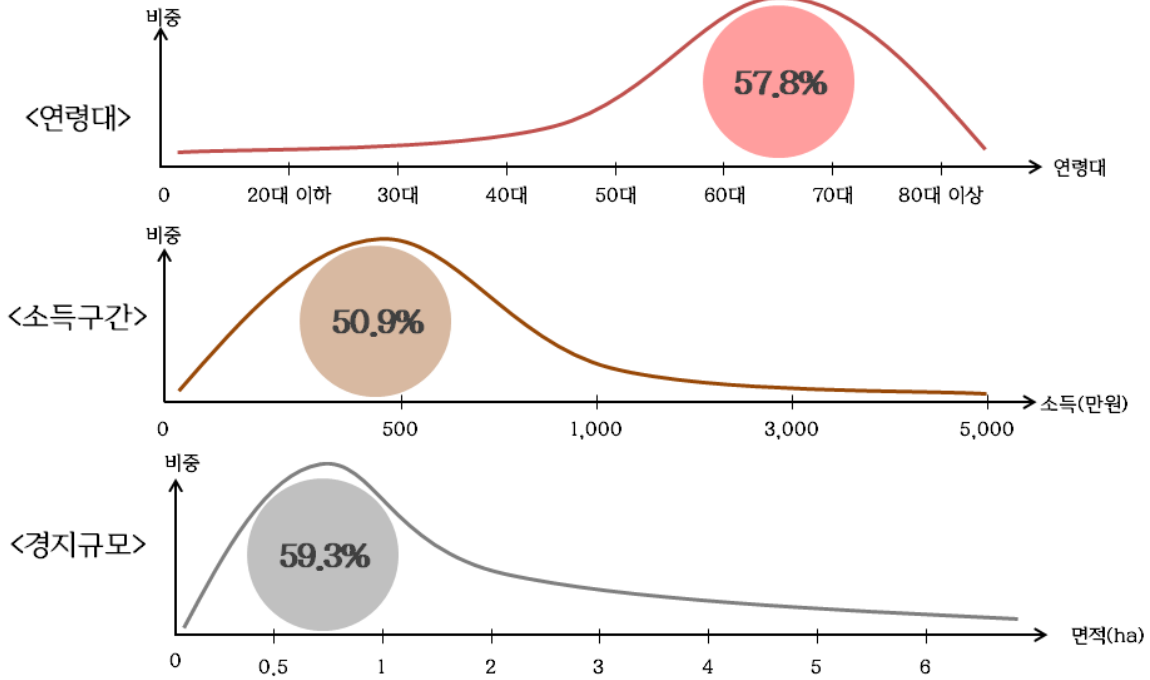 비중
57.8%
<연령대>
연령대
0 20대 이하 30대 40대 50대 60대 70대 80대 이상
비중
50.9%
<소득구간>
소득(만원)
0 500 1,000 3,000 5,000
비중
59.3%
<경지규모>
면적(ha)
0 0.5 1 2 3 4 5 6